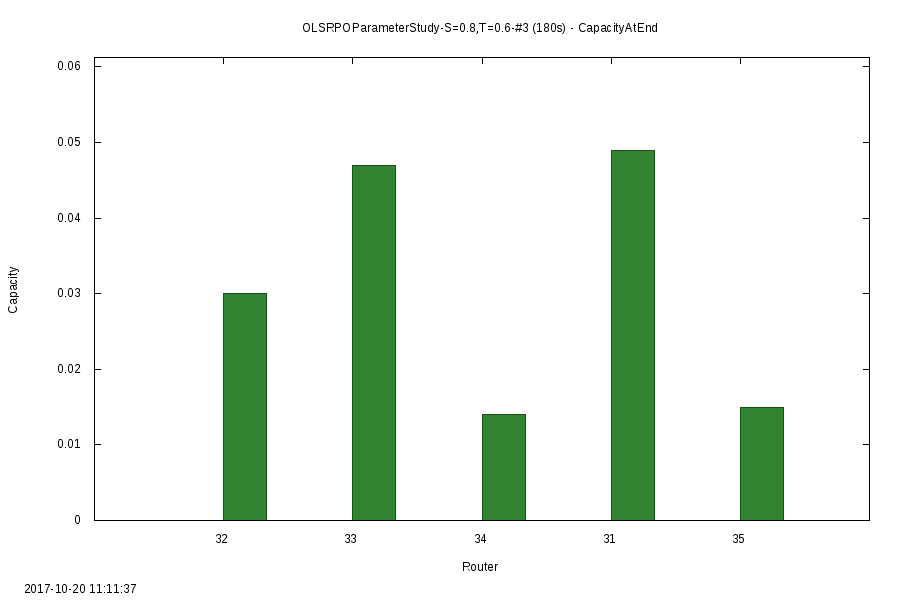 OLSRPOParameterStudy-S=0.8,T=0.6-#3 (180s) - CapacityAtEnd
0.06
0.05
0.04
0.03
0.02
0.01
0
Capacity
32 33 34 31 35
Router
2017-10-20 11:11:37